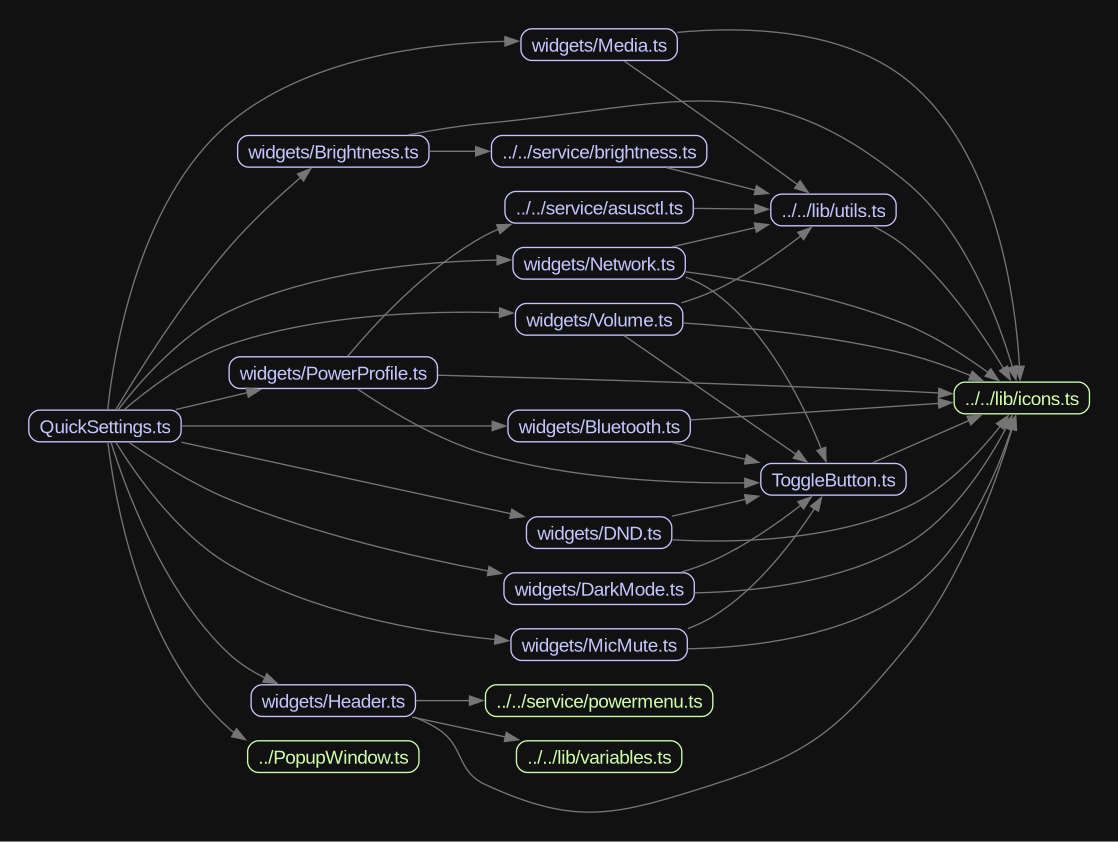 widgets/Media.ts
widgets/Brightness.ts
../../service/brightness.ts
../../service/asusctl.ts
../../lib/utils.ts
widgets/Network.ts
widgets/Volume.ts
widgets/PowerProfile.ts
../../lib/icons.ts
QuickSettings.ts
widgets/Bluetooth.ts
ToggleButton.ts
widgets/DND.ts
widgets/DarkMode.ts
widgets/MicMute.ts
widgets/Header.ts
../../service/powermenu.ts
../PopupWindow.ts
../../lib/variables.ts